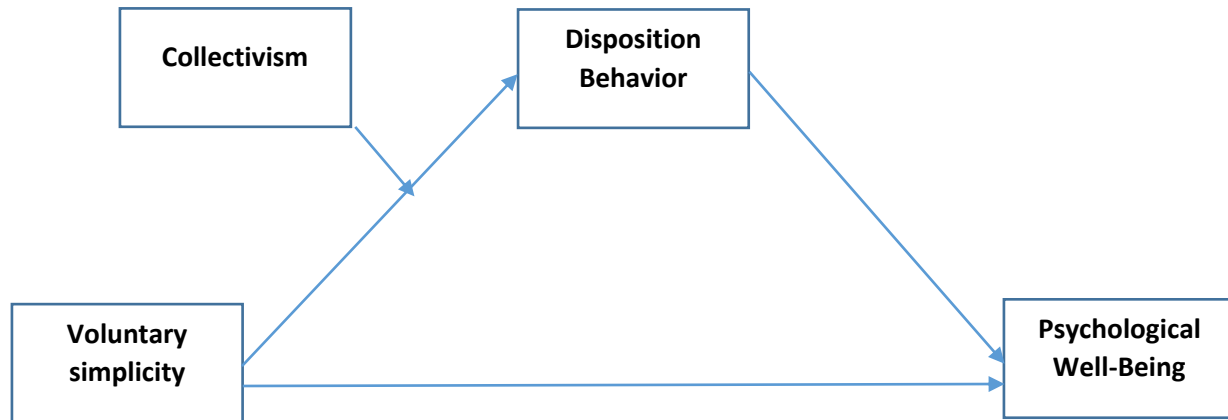 Collectivism
Disposition
Behavior
Voluntary
simplicity
Psychological
Well-Being